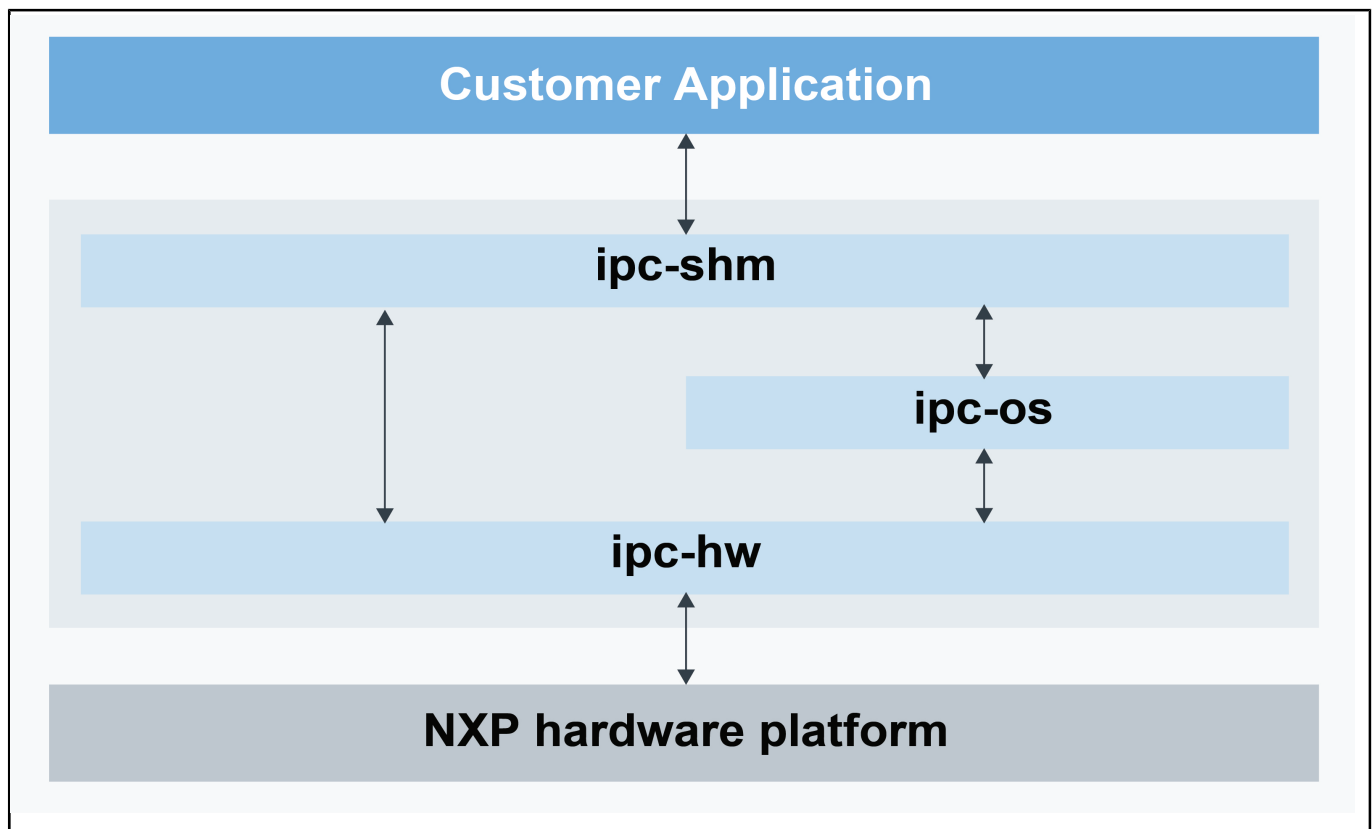 Customer Application
ipc-shm
ipc-os
ipc-hw
NXP hardware platform